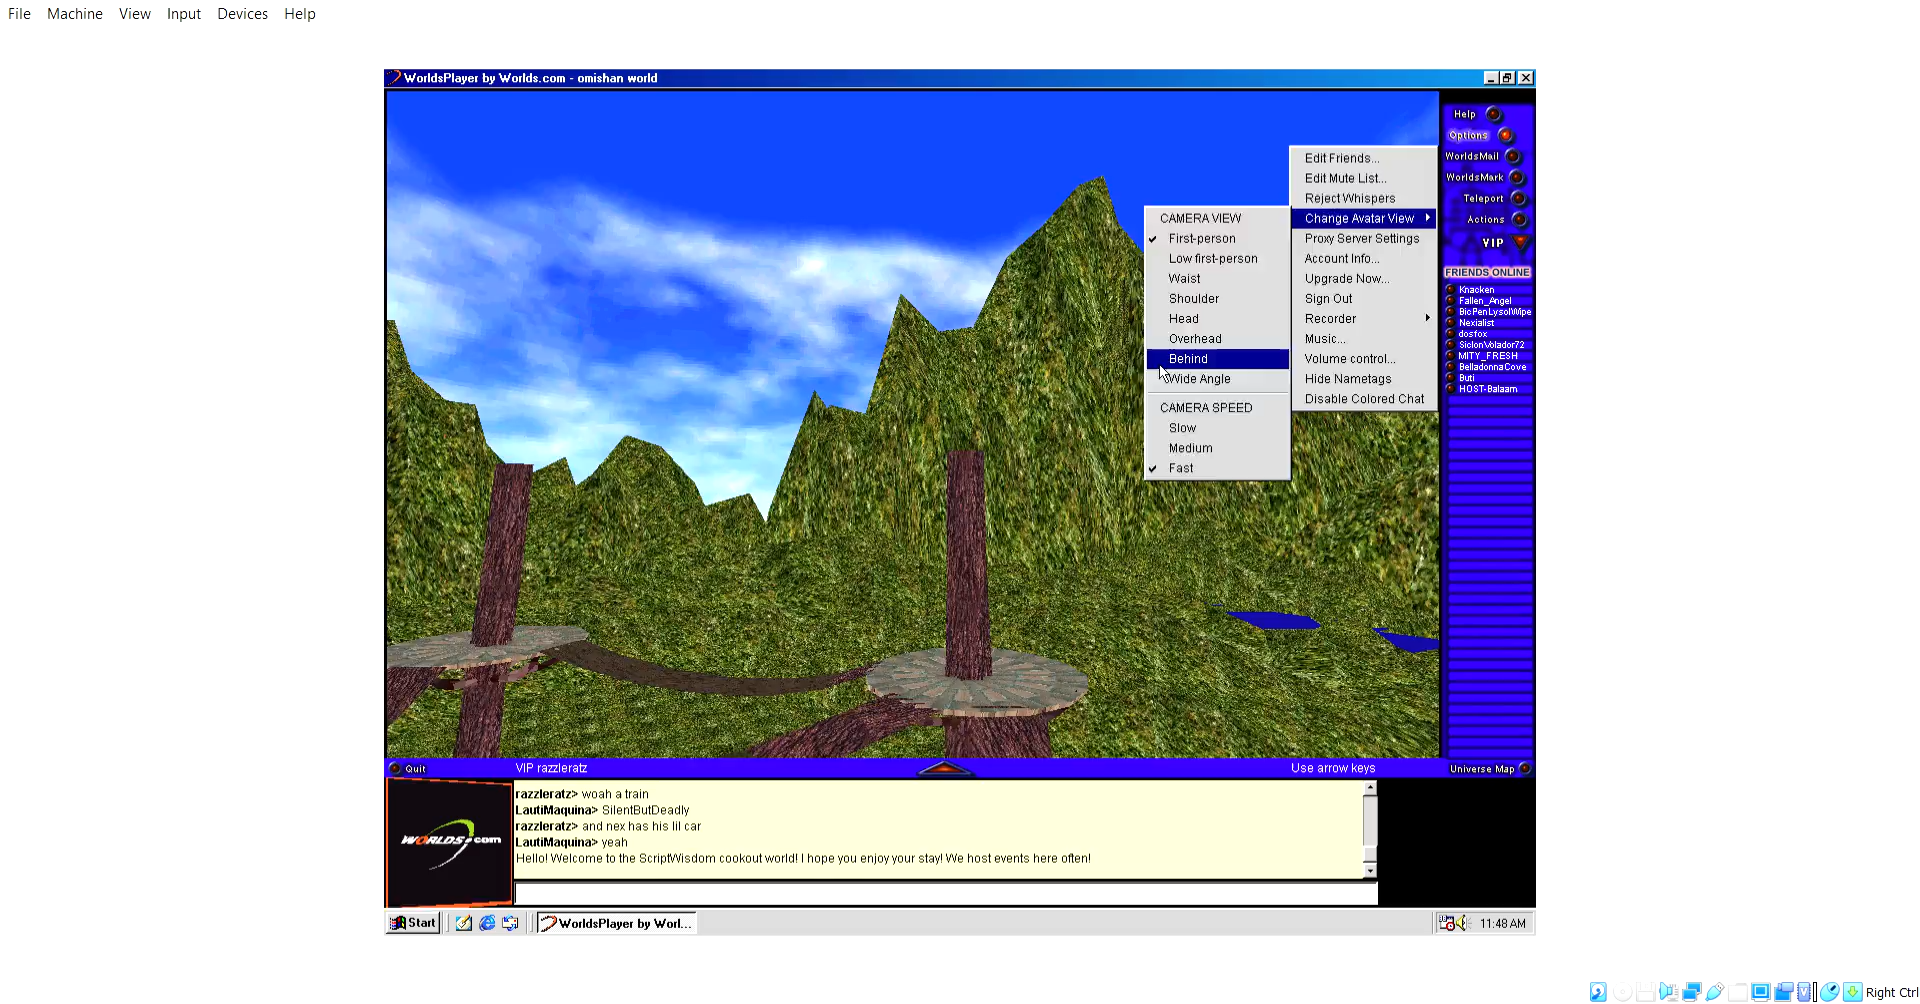 File Machine View Input Devices Help
WorldsPlayer by Worlds.com - omishan world
Help
Options
WorldsMail
WorldsMark
Teleport
Actions
VIP
FRIENDS ONLINE
Knacken
Fallen_Angel
BicPenLysolWipe
Nexialist
dosfox
SiclonVolador72
MITY_FRESH
BelladonnaCove
Buti
HOST-Balaam
Edit Friends...
Edit Mute List...
Reject Whispers
Change Avatar View
Proxy Server Settings
Account Info...
Upgrade Now...
Sign Out
Recorder
Music...
Volume control...
Hide Nametags
Disable Colored Chat
CAMERA VIEW
First-person
Low first-person
Waist
Shoulder
Head
Overhead
Behind
Wide Angle
CAMERA SPEED
Slow
Medium
Fast
Quit VIP razzleratz Use arrow keys Universe Map
WORLDS.com
razzleratz> woah a train
LautiMaquina> SilentButDeadly
razzleratz> and nex has his lil car
LautiMaquina> yeah
Hello! Welcome to the ScriptWisdom cookout world! I hope you enjoy your stay! We host events here often!
Start WorldsPlayer by Worl... 11:48 AM
Right Ctrl